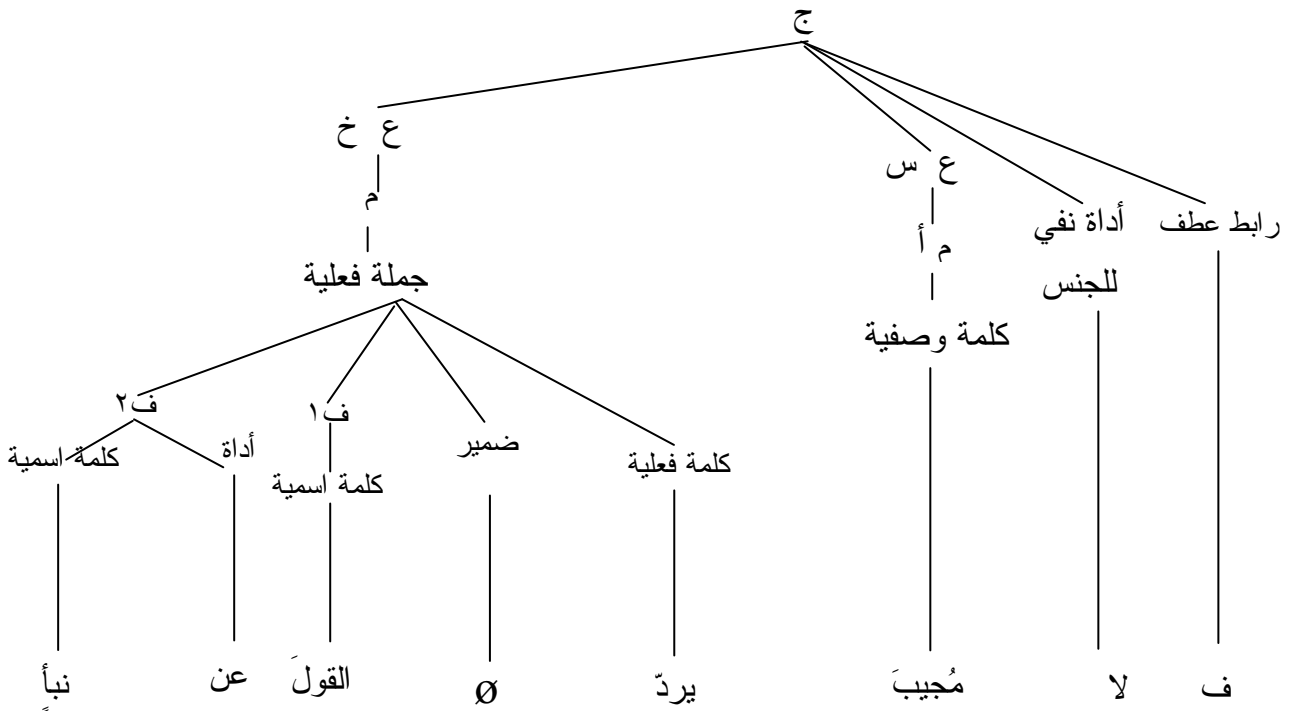 ج
ع خ
ع س
م
م أ
رابط عطف
أداة نفي
للجنس
جملة فعلية
كلمة وصفية
ف٢
ف١
ضمير
كلمة فعلية
أداة
كلمة اسمية
كلمة اسمية
ف
لا
مُجيبَ
يردّ
Ø
القولَ
عن
نبأٍ